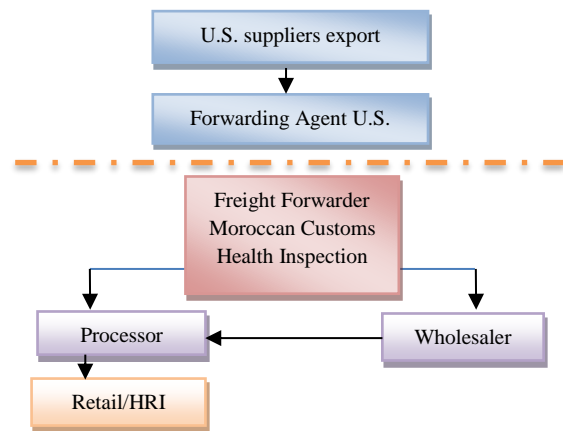 U.S. suppliers export
Forwarding Agent U.S.
Freight Forwarder
Moroccan Customs
Health Inspection
Processor
Wholesaler
Retail/HRI